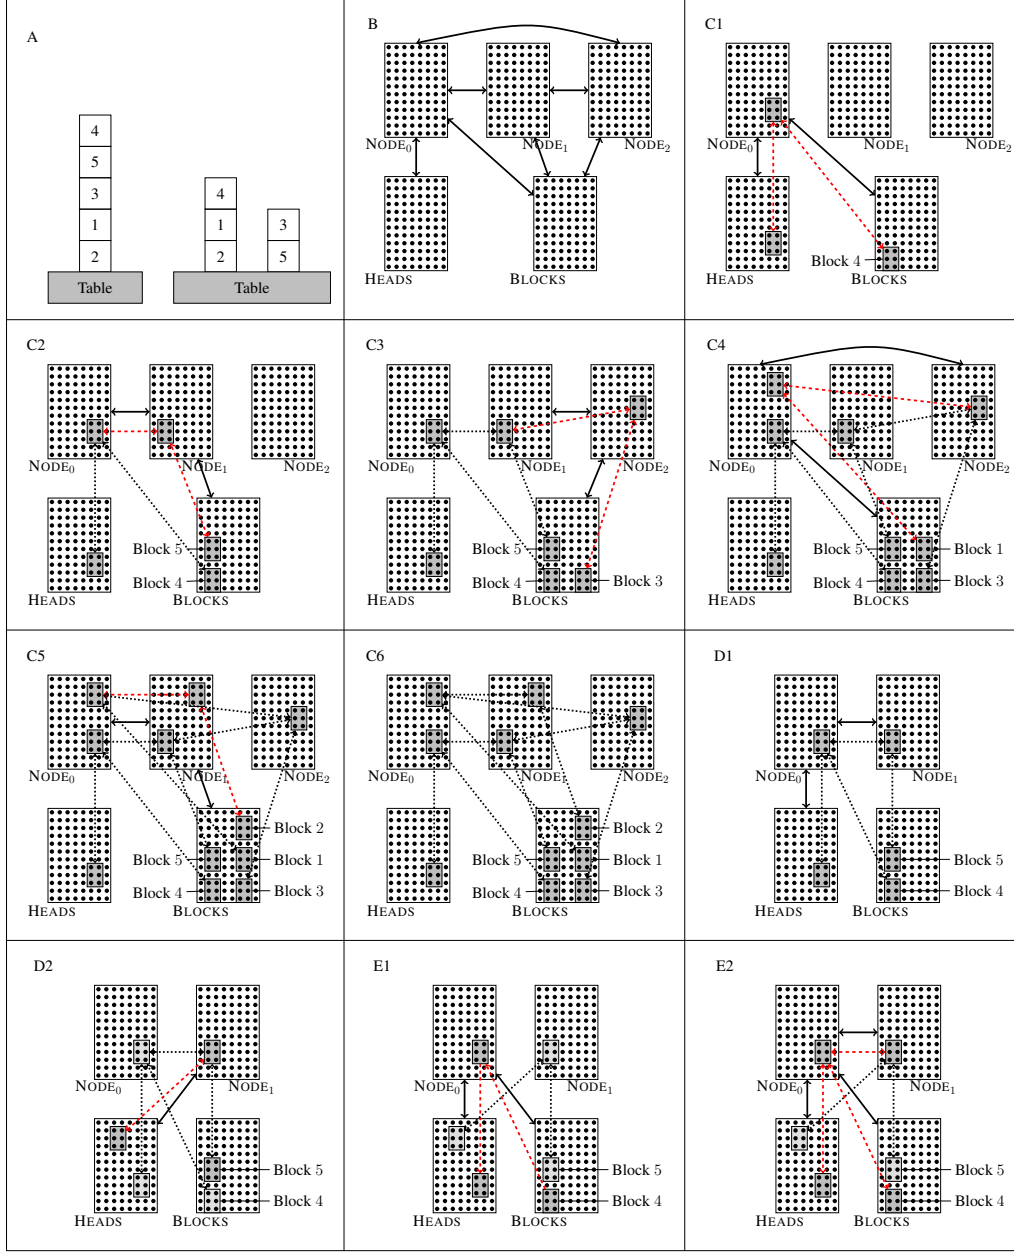 A
4
5
3
1
2
Table
4
1
2
3
5
Table
B
NODE₀
NODE₁
NODE₂
HEADS
BLOCKS
C1
NODE₀
NODE₁
NODE₂
Block 4
HEADS
BLOCKS
C2
NODE₀
NODE₁
NODE₂
Block 5
Block 4
HEADS
BLOCKS
C3
NODE₀
NODE₁
NODE₂
Block 5
Block 4
Block 3
HEADS
BLOCKS
C4
NODE₀
NODE₁
NODE₂
Block 5
Block 1
Block 4
Block 3
HEADS
BLOCKS
C5
NODE₀
NODE₁
NODE₂
Block 2
Block 5
Block 1
Block 4
Block 3
HEADS
BLOCKS
C6
NODE₀
NODE₁
NODE₂
Block 2
Block 5
Block 1
Block 4
Block 3
HEADS
BLOCKS
D1
NODE₀
NODE₁
Block 5
Block 4
HEADS
BLOCKS
D2
NODE₀
NODE₁
Block 5
Block 4
HEADS
BLOCKS
E1
NODE₀
NODE₁
Block 5
Block 4
HEADS
BLOCKS
E2
NODE₀
NODE₁
Block 5
Block 4
HEADS
BLOCKS